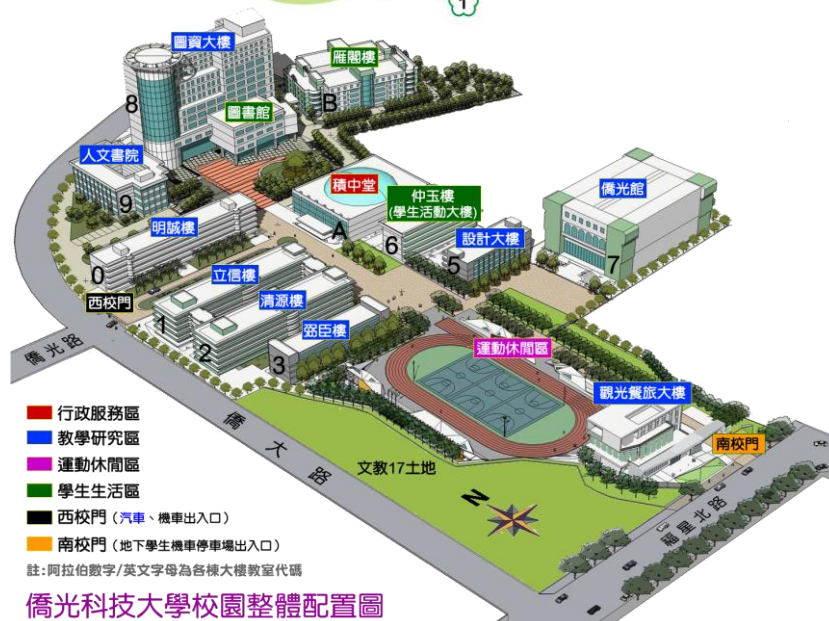 1
圖資大樓
雁閣樓
8
B
圖書館
人文書院
9
積中堂
仲玉樓
(學生活動大樓)
僑光館
明誠樓
A
6
設計大樓
5
7
0
西校門
立信樓
清源樓
弼臣樓
1
2
3
僑光路
運動休閒區
觀光餐旅大樓
南校門
僑大路
文教17土地
N
福星北路
行政服務區
教學研究區
運動休閒區
學生生活區
西校門(汽車、機車出入口)
南校門(地下學生機車停車場出入口)
註:阿拉伯數字/英文字母為各棟大樓教室代碼
僑光科技大學校園整體配置圖